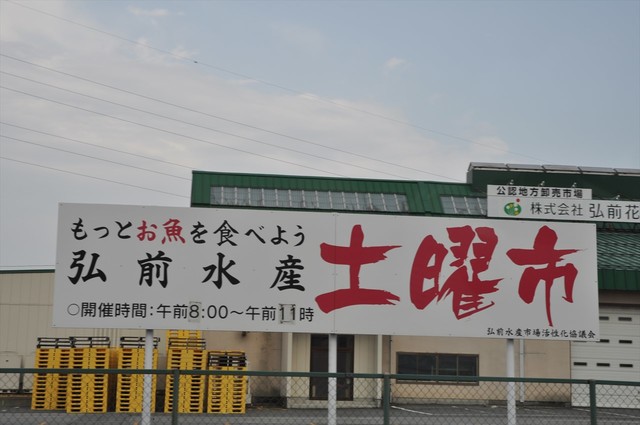 公認地方卸売市場
株式会社 弘前花
もっとお魚を食べよう
弘前水産
土曜市
○開催時間:午前8:00~午前11時
弘前水産市場活性化協議会